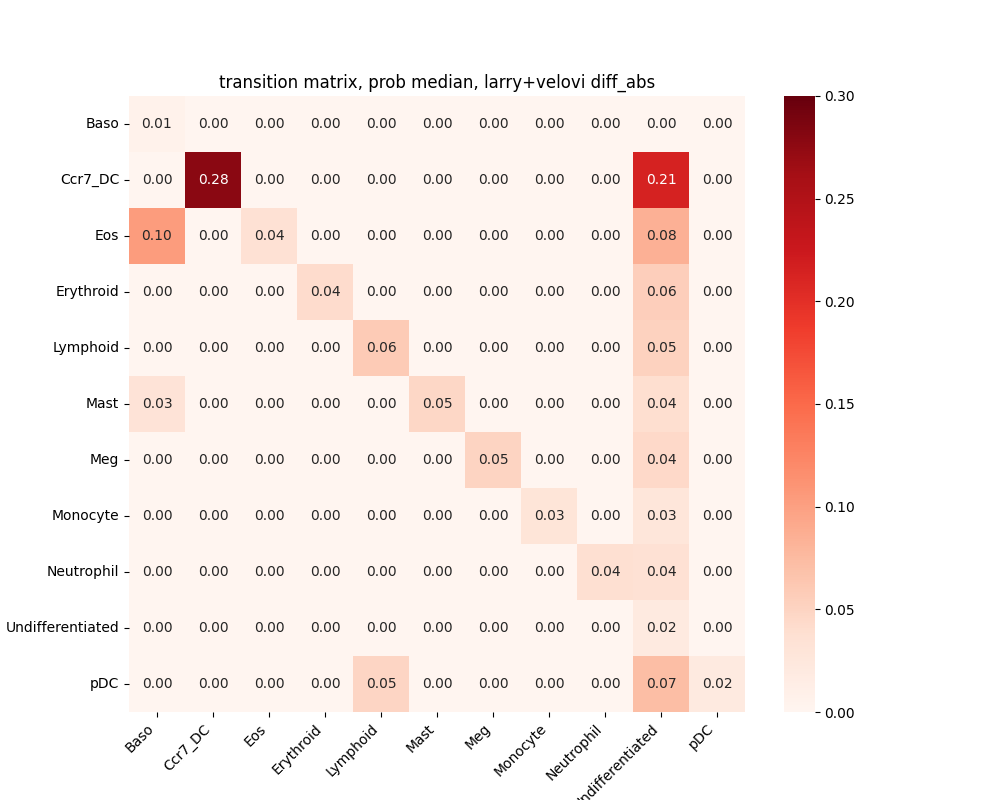 transition matrix, prob median, larry+velovi diff_abs
Baso 0.01 0.00 0.00 0.00 0.00 0.00 0.00 0.00 0.00 0.00 0.00
Ccr7_DC 0.00 0.28 0.00 0.00 0.00 0.00 0.00 0.00 0.00 0.21 0.00
Eos 0.10 0.00 0.04 0.00 0.00 0.00 0.00 0.00 0.00 0.08 0.00
Erythroid 0.00 0.00 0.00 0.04 0.00 0.00 0.00 0.00 0.00 0.06 0.00
Lymphoid 0.00 0.00 0.00 0.00 0.06 0.00 0.00 0.00 0.00 0.05 0.00
Mast 0.03 0.00 0.00 0.00 0.00 0.05 0.00 0.00 0.00 0.04 0.00
Meg 0.00 0.00 0.00 0.00 0.00 0.00 0.05 0.00 0.00 0.04 0.00
Monocyte 0.00 0.00 0.00 0.00 0.00 0.00 0.00 0.03 0.00 0.03 0.00
Neutrophil 0.00 0.00 0.00 0.00 0.00 0.00 0.00 0.00 0.04 0.04 0.00
Undifferentiated 0.00 0.00 0.00 0.00 0.00 0.00 0.00 0.00 0.00 0.02 0.00
pDC 0.00 0.00 0.00 0.00 0.05 0.00 0.00 0.00 0.00 0.07 0.02
Baso
Ccr7_DC
Eos
Erythroid
Lymphoid
Mast
Meg
Monocyte
Neutrophil
ndifferentiated
pDC
0.30
0.25
0.20
0.15
0.10
0.05
0.00